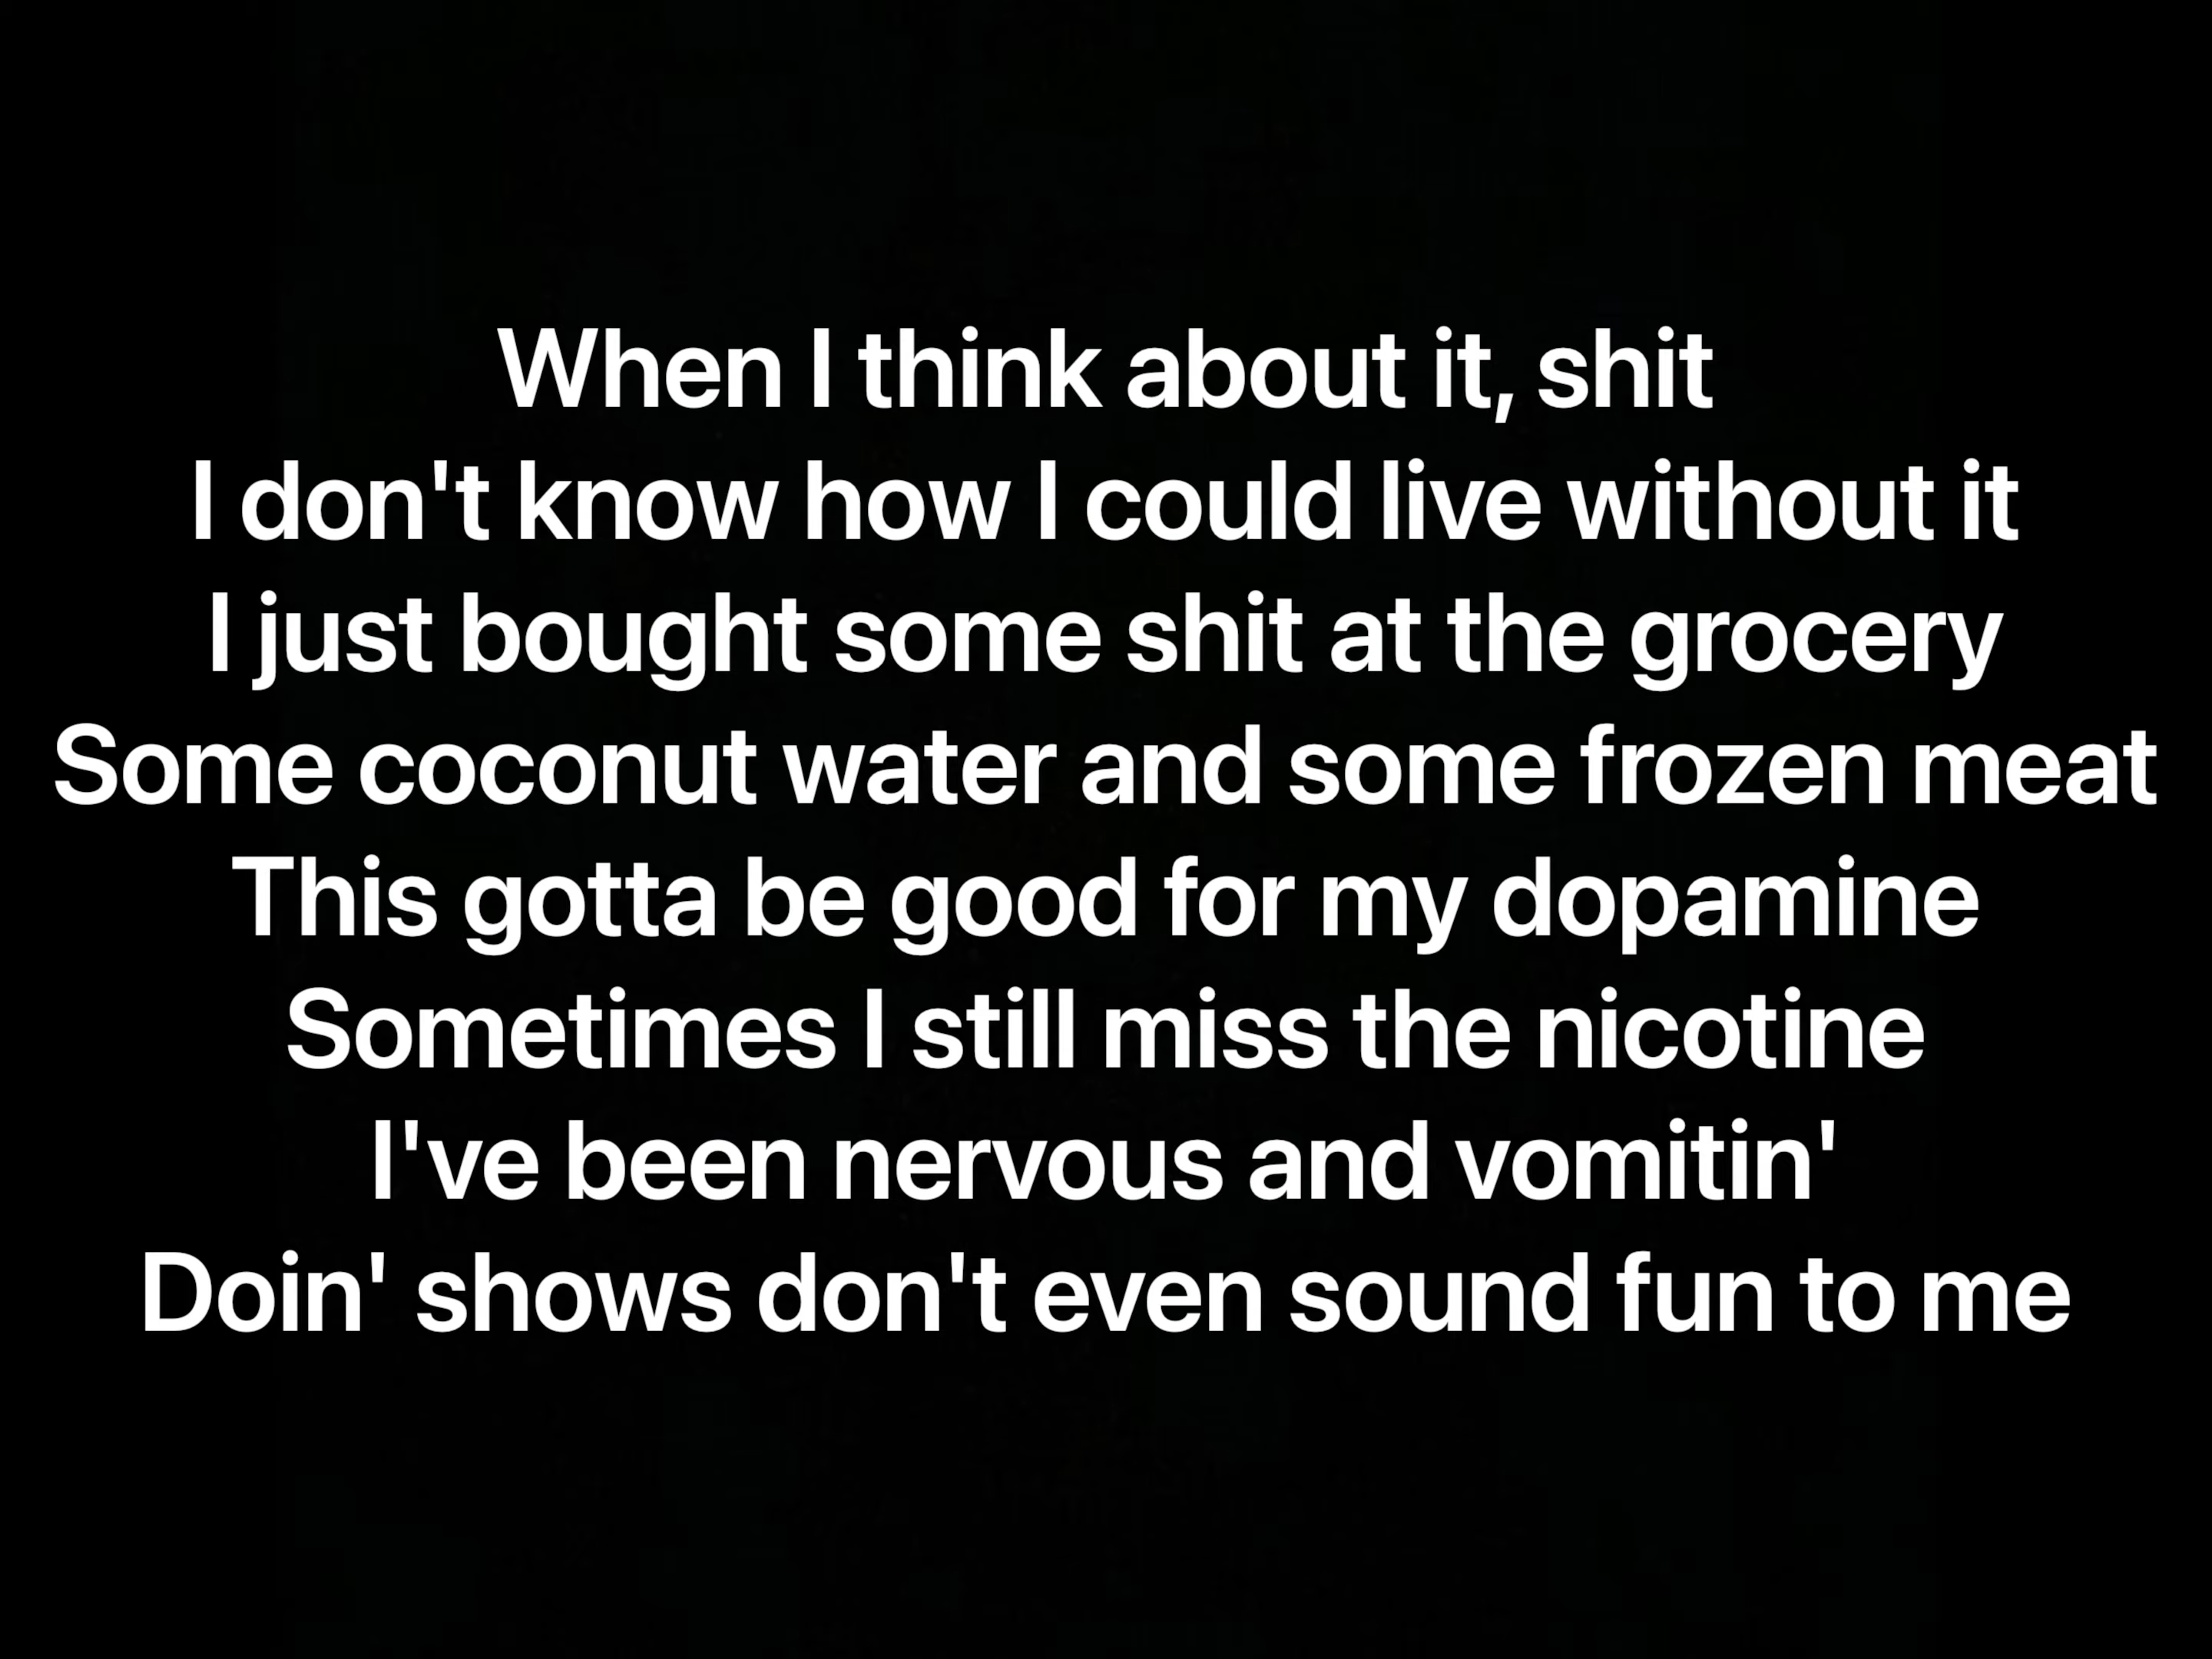 When I think about it, shit
I don't know how I could live without it
I just bought some shit at the grocery
Some coconut water and some frozen meat
This gotta be good for my dopamine
Sometimes I still miss the nicotine
I've been nervous and vomitin'
Doin' shows don't even sound fun to me